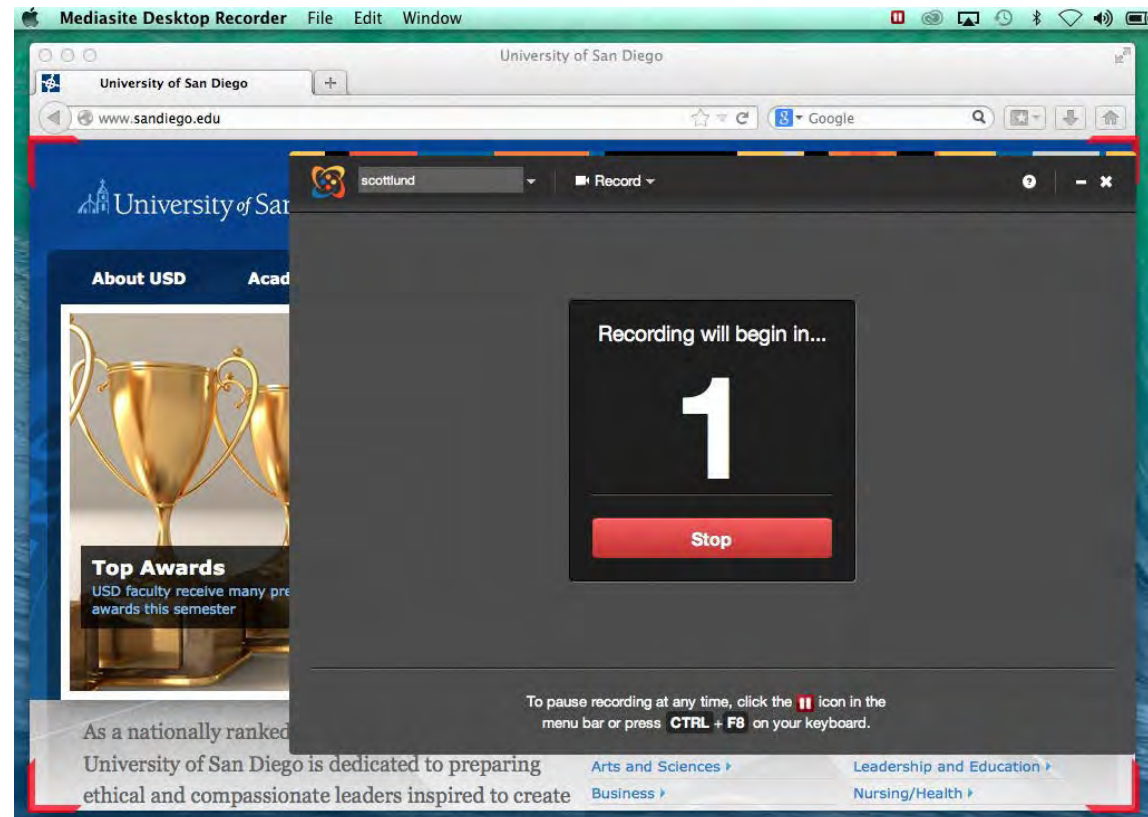 Mediasite Desktop Recorder File Edit Window
University of San Diego
University of San Diego
www.sandiego.edu
Google
University of Sar
scottlund
Record
About USD
Acad
Recording will begin in...
1
Stop
Top Awards
USD faculty receive many pre
awards this semester
To pause recording at any time, click the icon in the
menu bar or press CTRL + F8 on your keyboard.
As a nationally ranked
University of San Diego is dedicated to preparing
ethical and compassionate leaders inspired to create
Arts and Sciences
Leadership and Education
Business
Nursing/Health